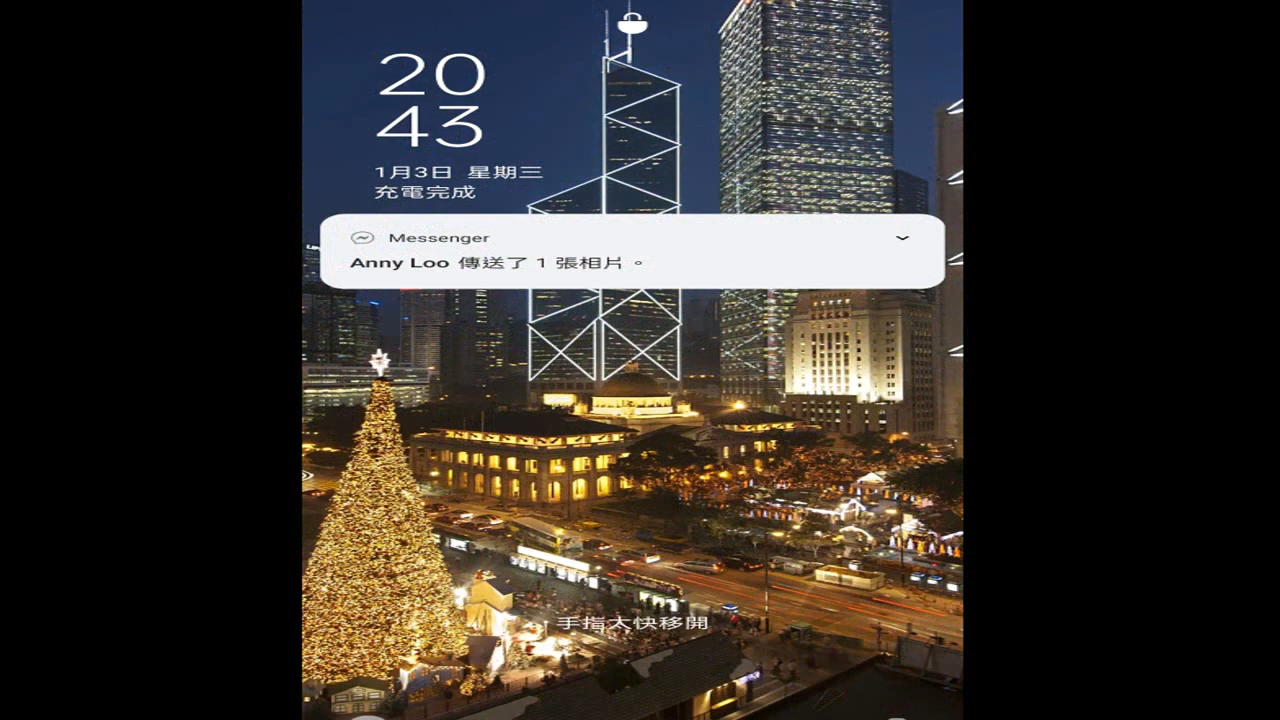 20
43
1月3日 星期三
充電完成
Messenger
Anny Loo 傳送了 1 張相片。
手指太快移開